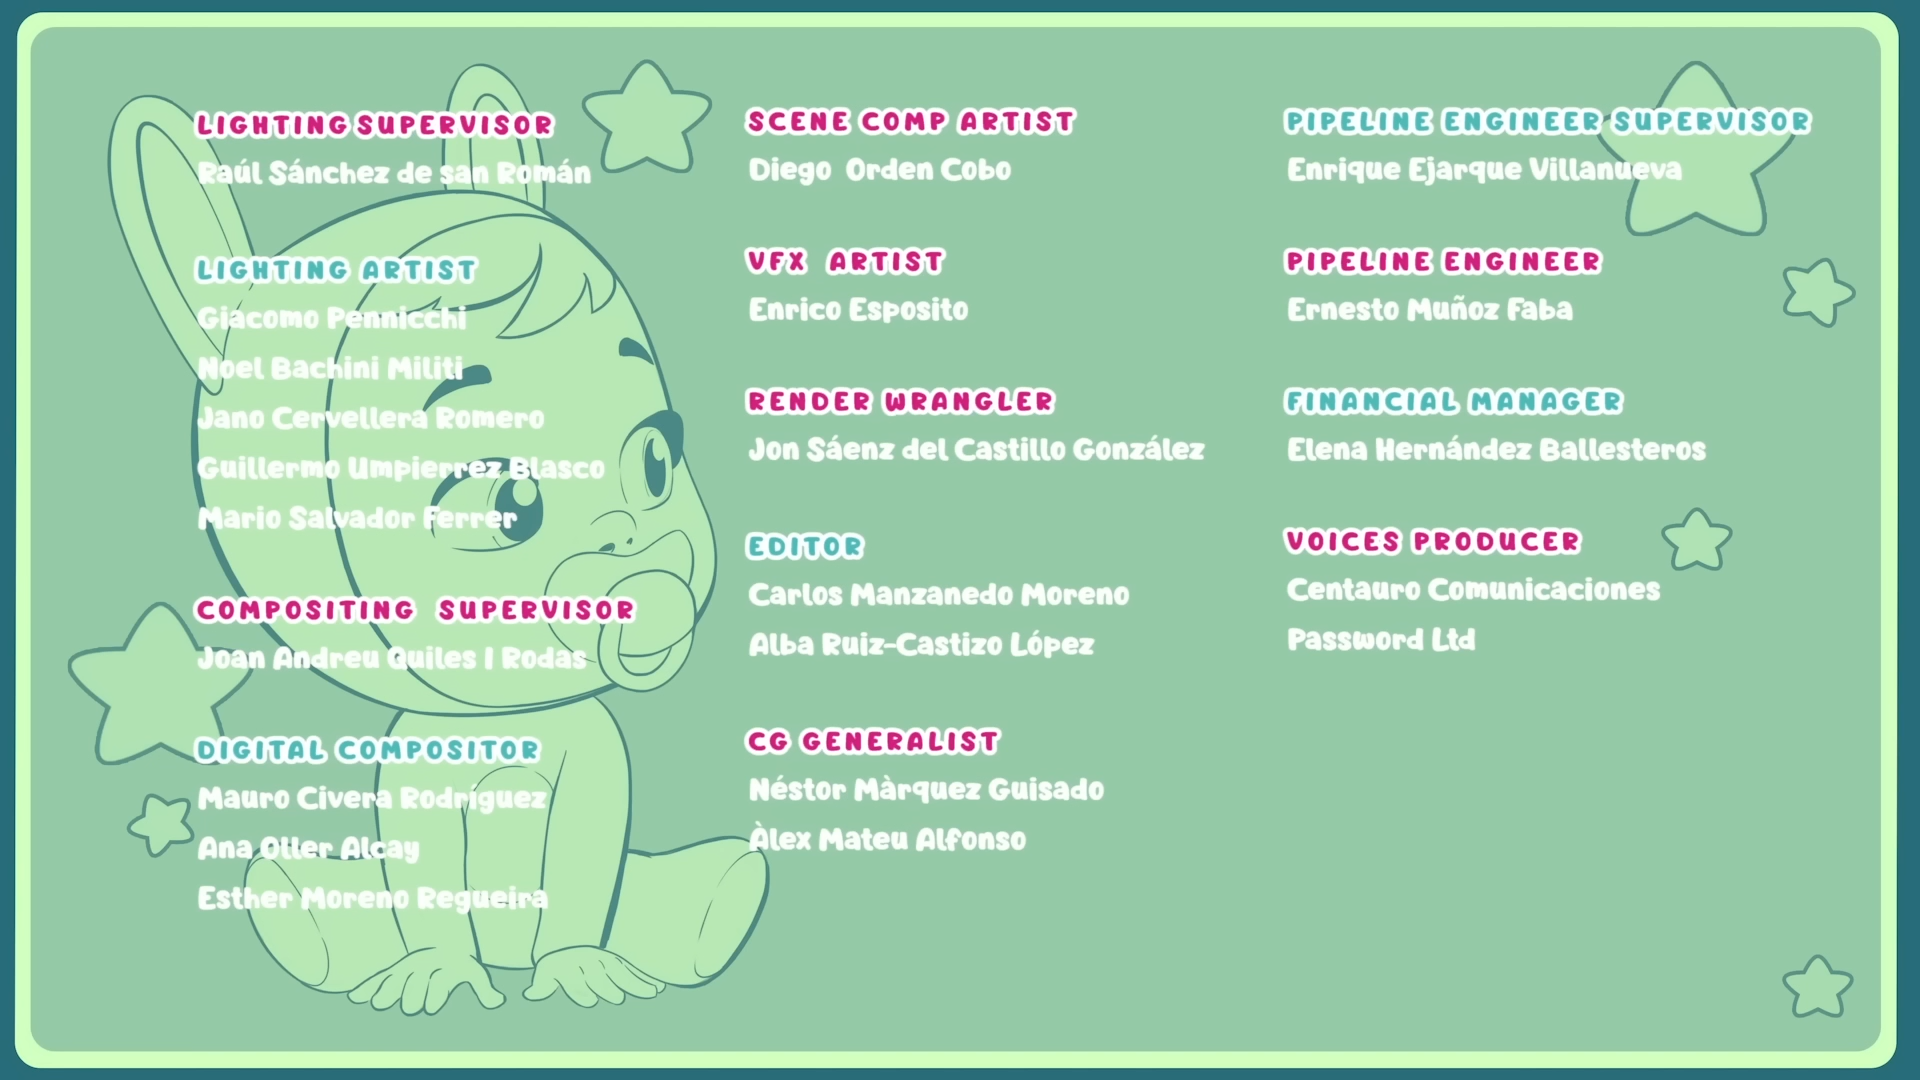 LIGHTING SUPERVISOR
Raúl Sánchez de san Román
LIGHTING ARTIST
Giacomo Pennicchi
Noel Bachini Militi
Jano Cervellera Romero
Guillermo Umpierrez Blasco
Mario Salvador Ferrer
COMPOSITING SUPERVISOR
Joan Andreu Quiles I Rodas
DIGITAL COMPOSITOR
Mauro Civera Rodríguez
Ana Oller Alcay
Esther Moreno Regueira
SCENE COMP ARTIST
Diego Orden Cobo
VFX ARTIST
Enrico Esposito
RENDER WRANGLER
Jon Sáenz del Castillo González
EDITOR
Carlos Manzanedo Moreno
Alba Ruiz-Castizo López
CG GENERALIST
Néstor Màrquez Guisado
Àlex Mateu Alfonso
PIPELINE ENGINEER SUPERVISOR
Enrique Ejarque Villanueva
PIPELINE ENGINEER
Ernesto Muñoz Faba
FINANCIAL MANAGER
Elena Hernández Ballesteros
VOICES PRODUCER
Centauro Comunicaciones
Password Ltd